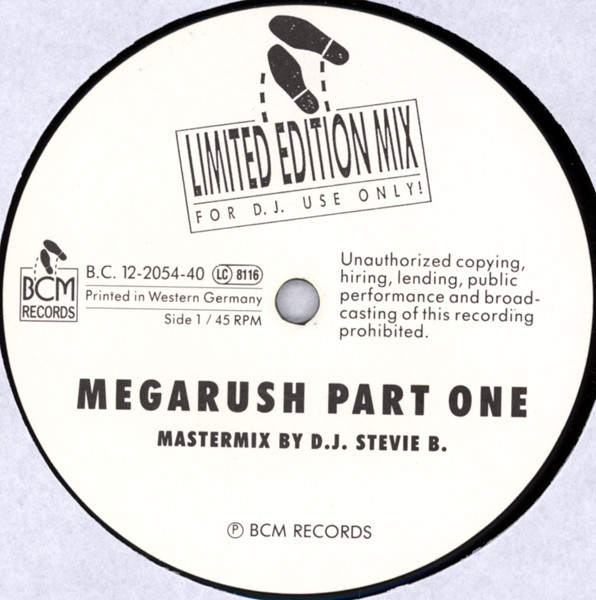 LIMITED EDITION MIX
FOR D.J. USE ONLY!
BCM
RECORDS
B.C. 12-2054-40 LC 8116
Printed in Western Germany
Side 1 / 45 RPM
Unauthorized copying,
hiring, lending, public
performance and broad-
casting of this recording
prohibited.
MEGARUSH PART ONE
MASTERMIX BY D.J. STEVIE B.
℗ BCM RECORDS